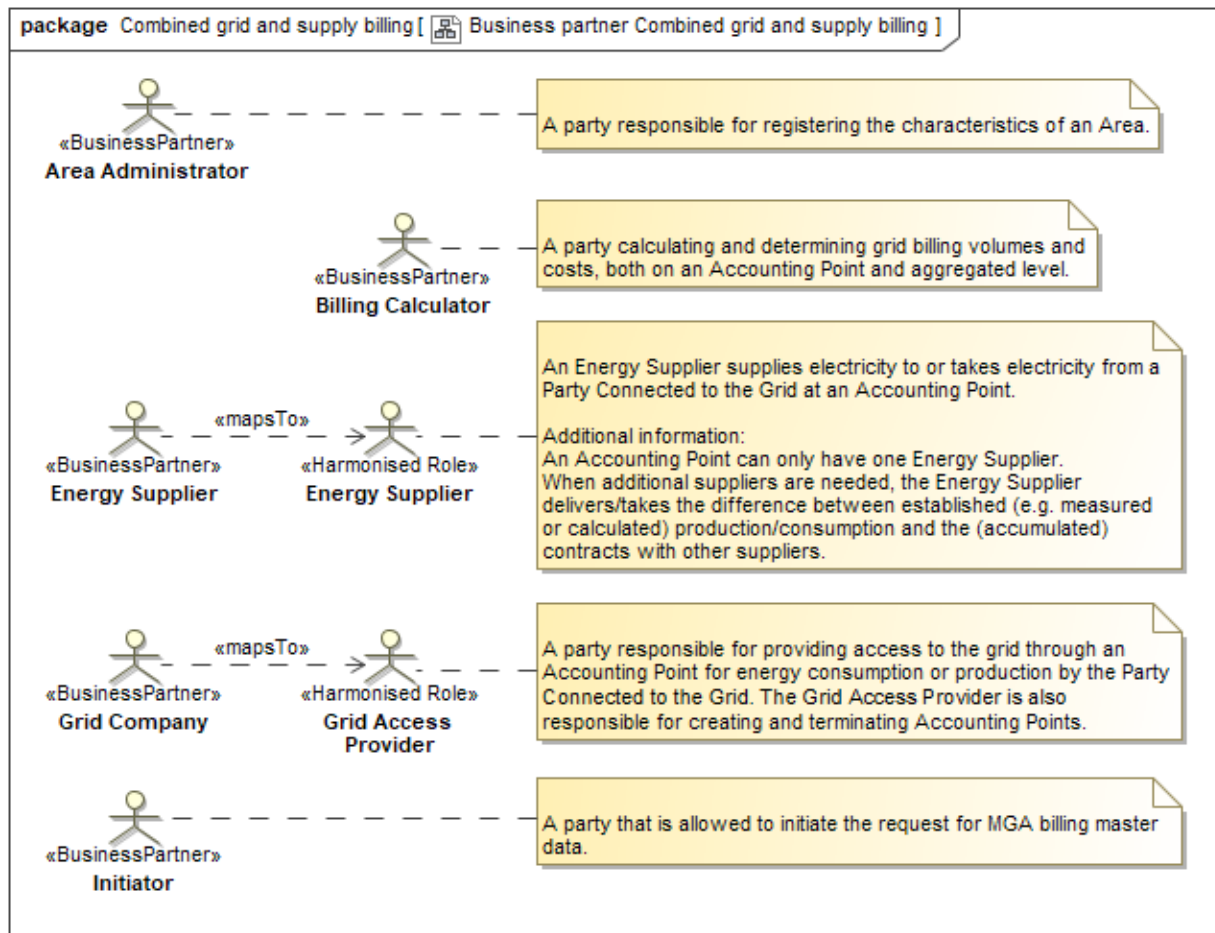 package Combined grid and supply billing [ Business partner Combined grid and supply billing ]
«BusinessPartner»
Area Administrator
A party responsible for registering the characteristics of an Area.
«BusinessPartner»
Billing Calculator
A party calculating and determining grid billing volumes and
costs, both on an Accounting Point and aggregated level.
«BusinessPartner»
Energy Supplier
«mapsTo»
«Harmonised Role»
Energy Supplier
An Energy Supplier supplies electricity to or takes electricity from a
Party Connected to the Grid at an Accounting Point.
Additional information:
An Accounting Point can only have one Energy Supplier.
When additional suppliers are needed, the Energy Supplier
delivers/takes the difference between established (e.g. measured
or calculated) production/consumption and the (accumulated)
contracts with other suppliers.
«BusinessPartner»
Grid Company
«mapsTo»
«Harmonised Role»
Grid Access
Provider
A party responsible for providing access to the grid through an
Accounting Point for energy consumption or production by the Party
Connected to the Grid. The Grid Access Provider is also
responsible for creating and terminating Accounting Points.
«BusinessPartner»
Initiator
A party that is allowed to initiate the request for MGA billing master
data.